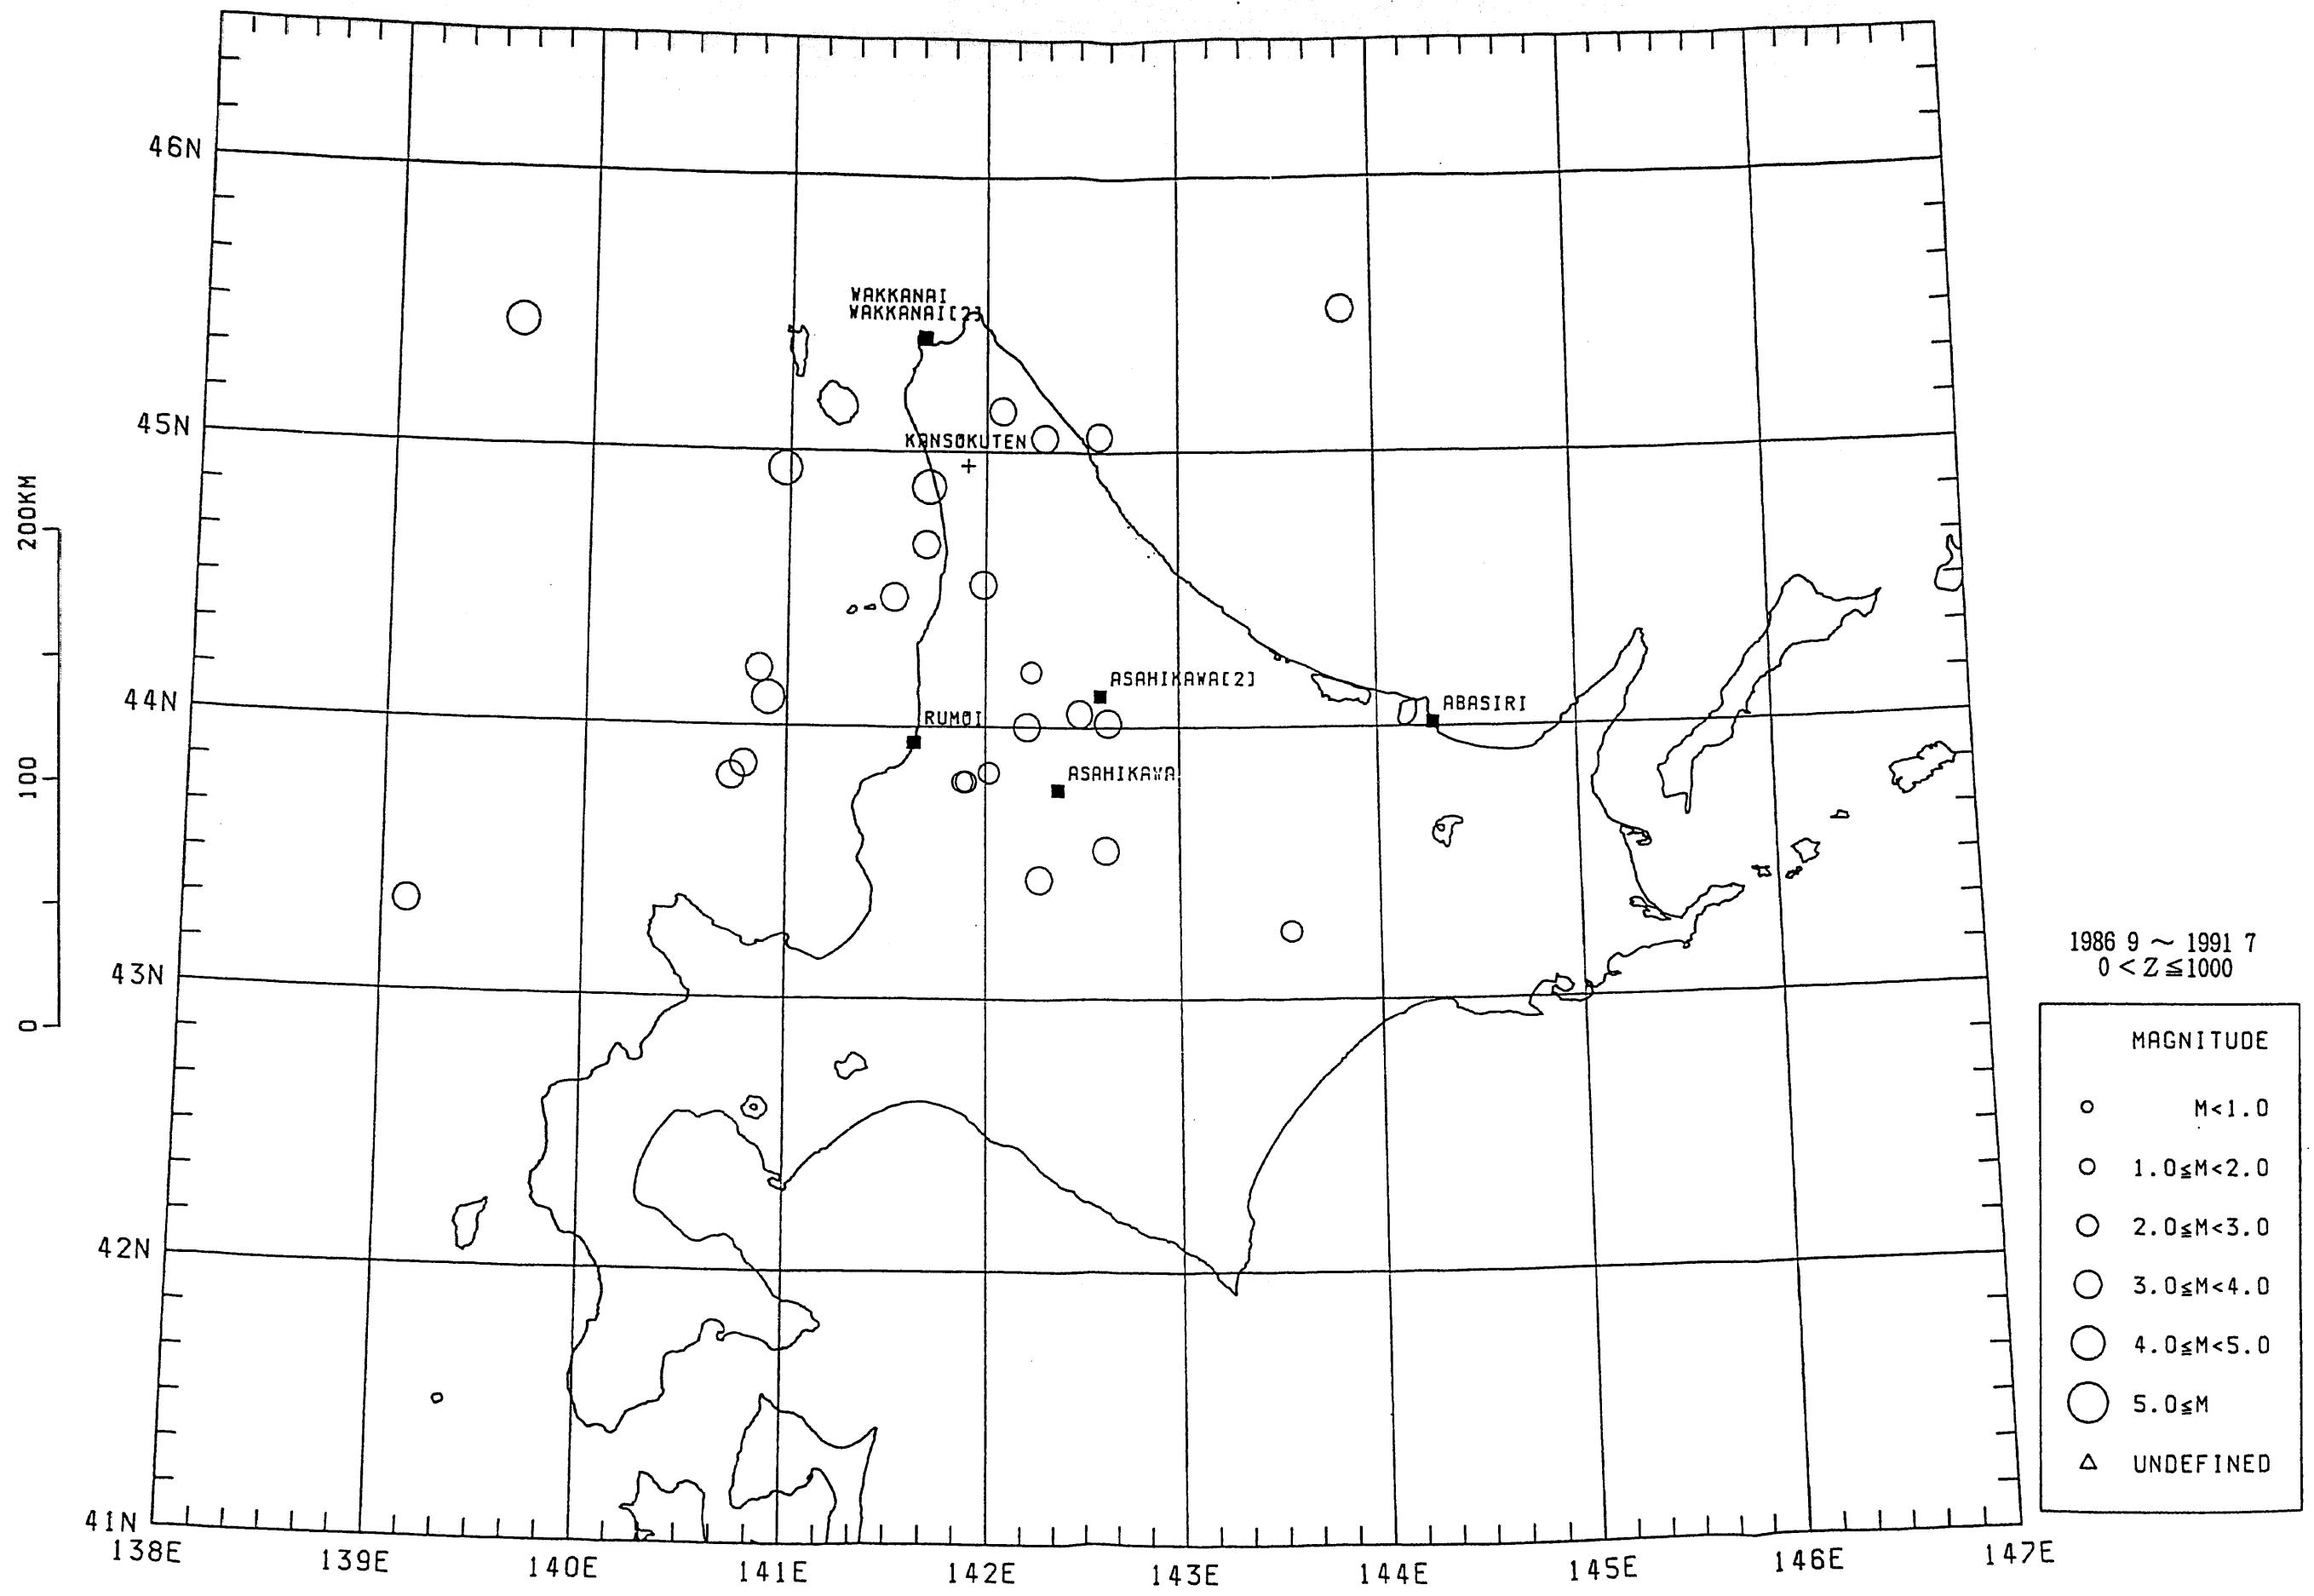 WAKKANAI
WAKKANAI[2]
KANSOKUTEN
ASAHIKAWA[2]
ABASIRI
RUMOI
ASAHIKAWA
46N
45N
44N
43N
42N
41N
138E
139E
140E
141E
142E
143E
144E
145E
146E
147E
200KM
100
0
1986 9 ~ 1991 7
0 < Z ≦1000
MAGNITUDE
M<1.0
1.0≦M<2.0
2.0≦M<3.0
3.0≦M<4.0
4.0≦M<5.0
5.0≦M
UNDEFINED